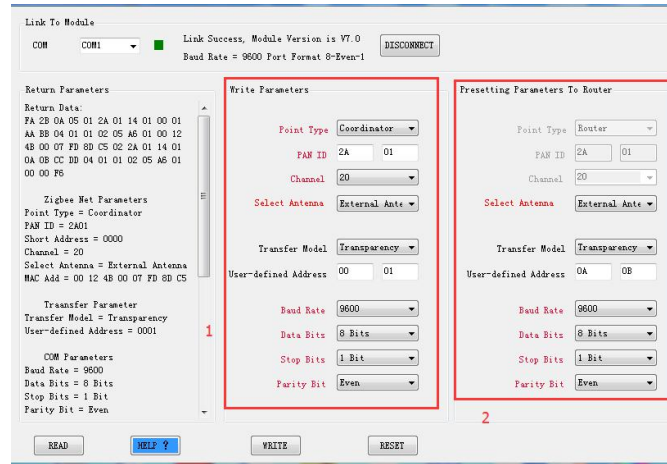 Link To Module
COM COM1
Link Success, Module Version is V7.0
Baud Rate = 9600 Port Format 8-Even-1
DISCONNECT
Return Parameters
Return Data:
FA 2B 0A 05 01 2A 01 14 01 00 01
AA BB 04 01 01 02 05 A6 01 00 12
4B 00 07 FD 8D C5 02 2A 01 14 01
0A 0B CC DD 04 01 01 02 05 A6 01
00 00 F6
Zigbee Net Parameters
Point Type = Coordinator
PAN ID = 2A01
Short Address = 0000
Channel = 20
Select Antenna = External Antenna
MAC Add = 00 12 4B 00 07 FD 8D C5
Traansfer Parameter
Transfer Model = Transparency
User-defined Address = 0001
COM Parameters
Baud Rate = 9600
Data Bits = 8 Bits
Stop Bits = 1 Bit
Parity Bit = Even
1
Write Parameters
Point Type Coordinator
PAN ID 2A 01
Channel 20
Select Antenna External Ante
Transfer Model Transparency
User-defined Address 00 01
Baud Rate 9600
Data Bits 8 Bits
Stop Bits 1 Bit
Parity Bit Even
Presetting Parameters To Router
Point Type Router
PAN ID 2A 01
Channel 20
Select Antenna External Ante
Transfer Model Transparency
User-defined Address 0A 0B
Baud Rate 9600
Data Bits 8 Bits
Stop Bits 1 Bit
Parity Bit Even
2
READ HELP ? WRITE RESET